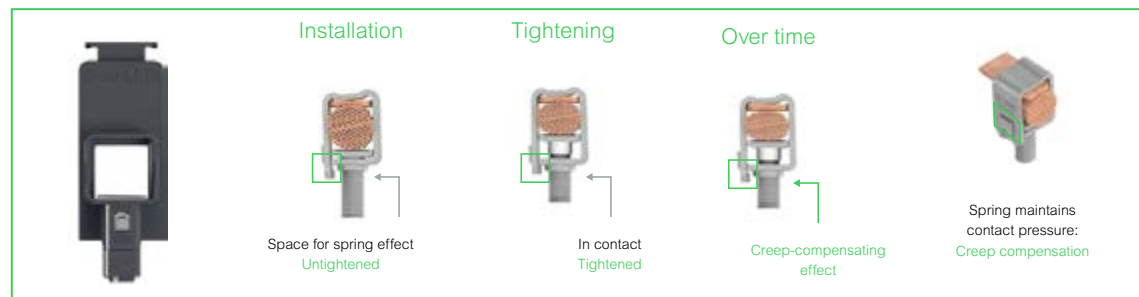 Installation
Tightening
Over time
Space for spring effect
Untightened
In contact
Tightened
Creep-compensating
effect
Spring maintains
contact pressure:
Creep compensation